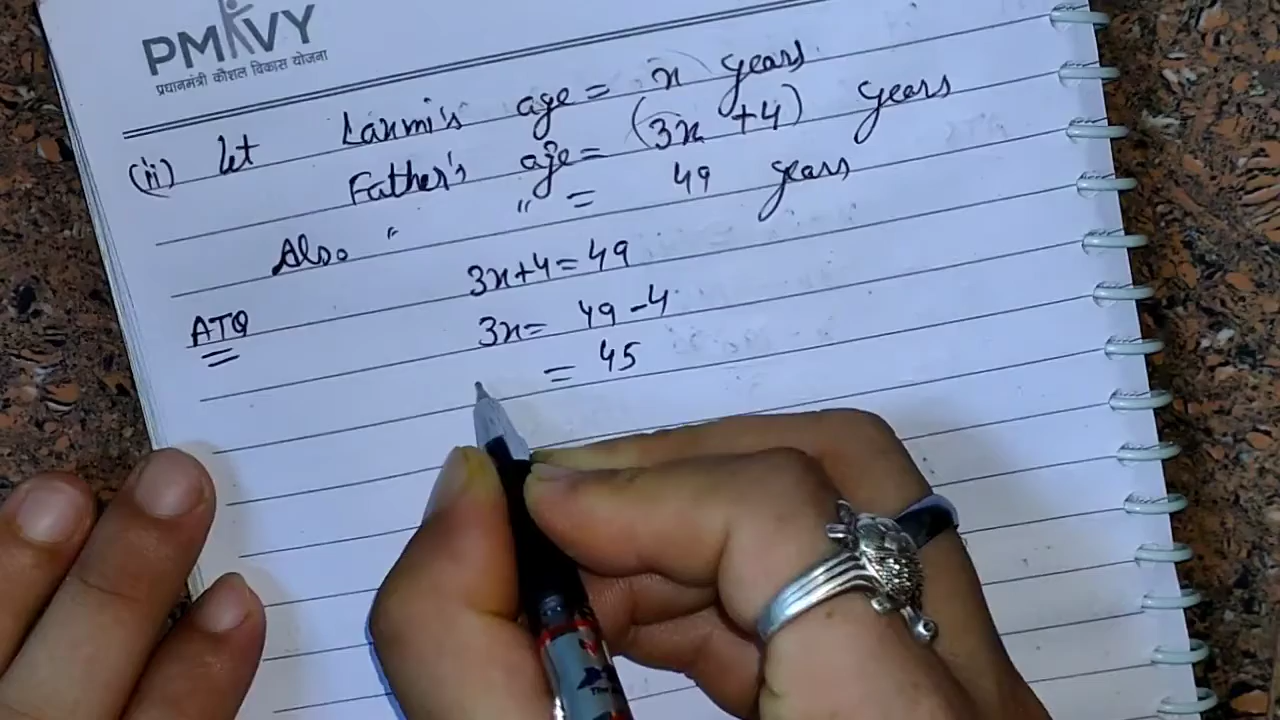 PMKVY
प्रधानमंत्री कौशल विकास योजना
(ii) Let Laxmi's age = x years
Father's age = (3x + 4) years
Also " " = 49 years
ATQ 3x+4 = 49
3x = 49 - 4
= 45